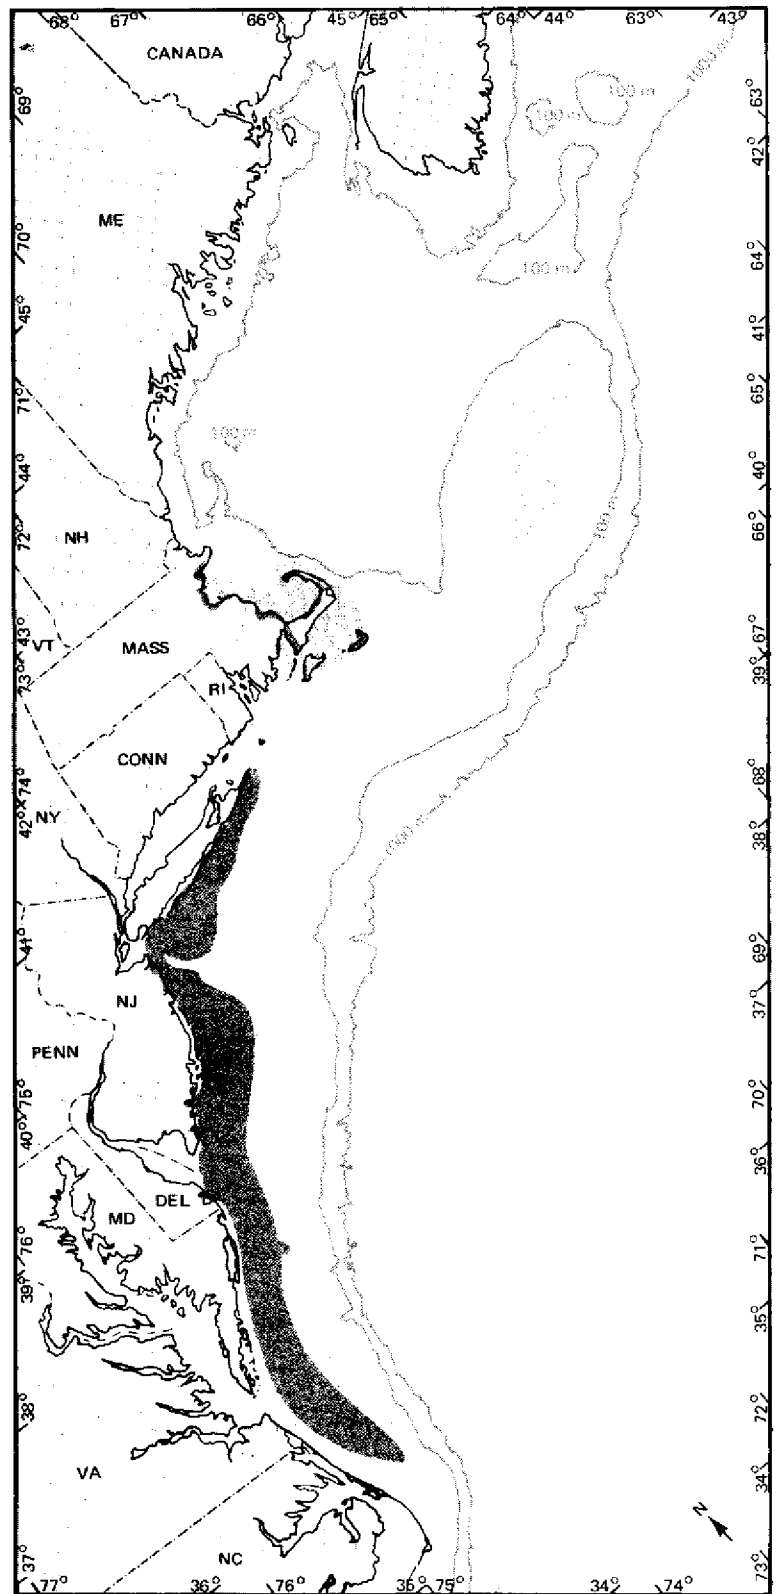 68° 67° 66° 45° 65° 64° 44° 63° 43°
CANADA
1000 m
100 m
100 m
69°
63°
42°
ME
70°
64°
100 m
45°
41°
71°
65°
100 m
44°
40°
100 m
72°
66°
NH
VT
43°
MASS
67°
73°
39°
RI
CONN
74°
68°
42°
NY
38°
1000 m
41°
69°
NJ
37°
PENN
75°
70°
40°
36°
DEL
MD
76°
71°
39°
35°
38°
72°
VA
34°
N
NC
37°
73°
77° 36° 76° 35° 75° 34° 74°